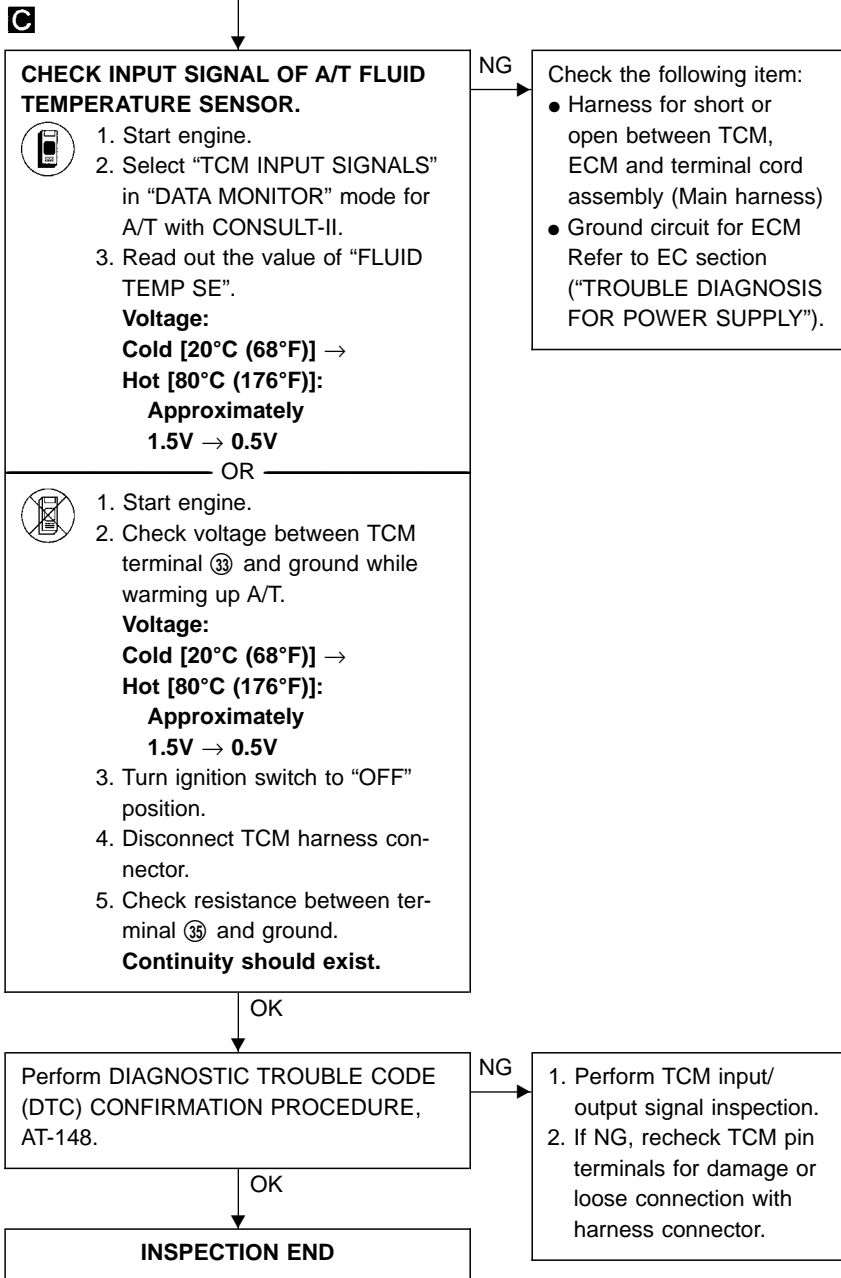 C
CHECK INPUT SIGNAL OF A/T FLUID
TEMPERATURE SENSOR.
1. Start engine.
2. Select “TCM INPUT SIGNALS”
in “DATA MONITOR” mode for
A/T with CONSULT-II.
3. Read out the value of “FLUID
TEMP SE”.
Voltage:
Cold [20°C (68°F)] →
Hot [80°C (176°F)]:
Approximately
1.5V → 0.5V
NG
Check the following item:
● Harness for short or
open between TCM,
ECM and terminal cord
assembly (Main harness)
● Ground circuit for ECM
Refer to EC section
(“TROUBLE DIAGNOSIS
FOR POWER SUPPLY”).
OR
1. Start engine.
2. Check voltage between TCM
terminal ㉝ and ground while
warming up A/T.
Voltage:
Cold [20°C (68°F)] →
Hot [80°C (176°F)]:
Approximately
1.5V → 0.5V
3. Turn ignition switch to “OFF”
position.
4. Disconnect TCM harness con-
nector.
5. Check resistance between ter-
minal ㉟ and ground.
Continuity should exist.
OK
Perform DIAGNOSTIC TROUBLE CODE
(DTC) CONFIRMATION PROCEDURE,
AT-148.
NG
1. Perform TCM input/
output signal inspection.
2. If NG, recheck TCM pin
terminals for damage or
loose connection with
harness connector.
OK
INSPECTION END